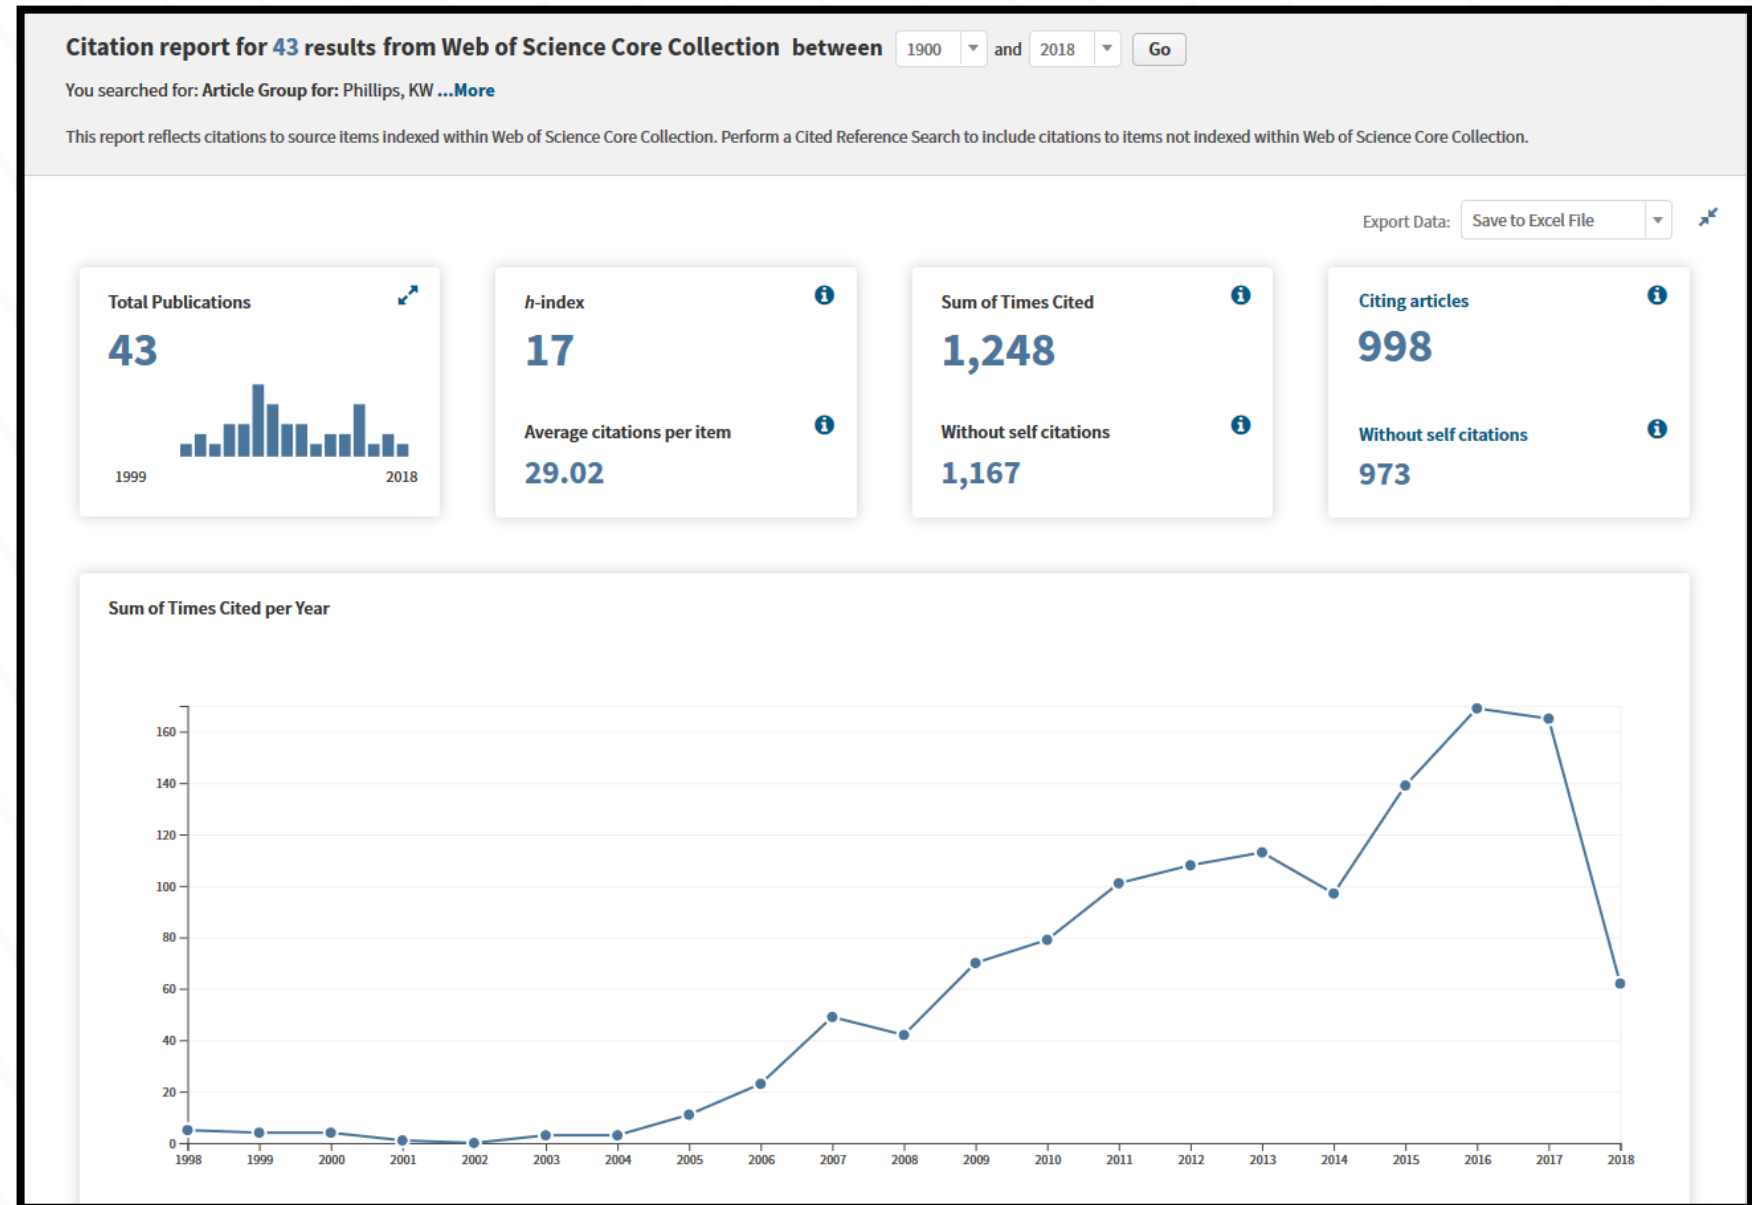 Citation report for 43 results from Web of Science Core Collection between 1900 and 2018 Go
You searched for: Article Group for: Phillips, KW ...More
This report reflects citations to source items indexed within Web of Science Core Collection. Perform a Cited Reference Search to include citations to items not indexed within Web of Science Core Collection.
Export Data: Save to Excel File
Total Publications
43
1999 2018
h-index
17
Average citations per item
29.02
Sum of Times Cited
1,248
Without self citations
1,167
Citing articles
998
Without self citations
973
Sum of Times Cited per Year
160
140
120
100
80
60
40
20
0
1998 1999 2000 2001 2002 2003 2004 2005 2006 2007 2008 2009 2010 2011 2012 2013 2014 2015 2016 2017 2018